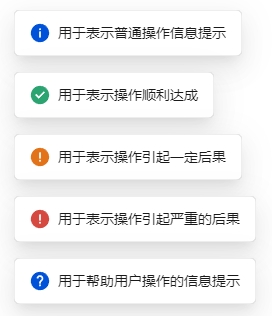 用于表示普通操作信息提示
用于表示操作顺利达成
用于表示操作引起一定后果
用于表示操作引起严重的后果
用于帮助用户操作的信息提示